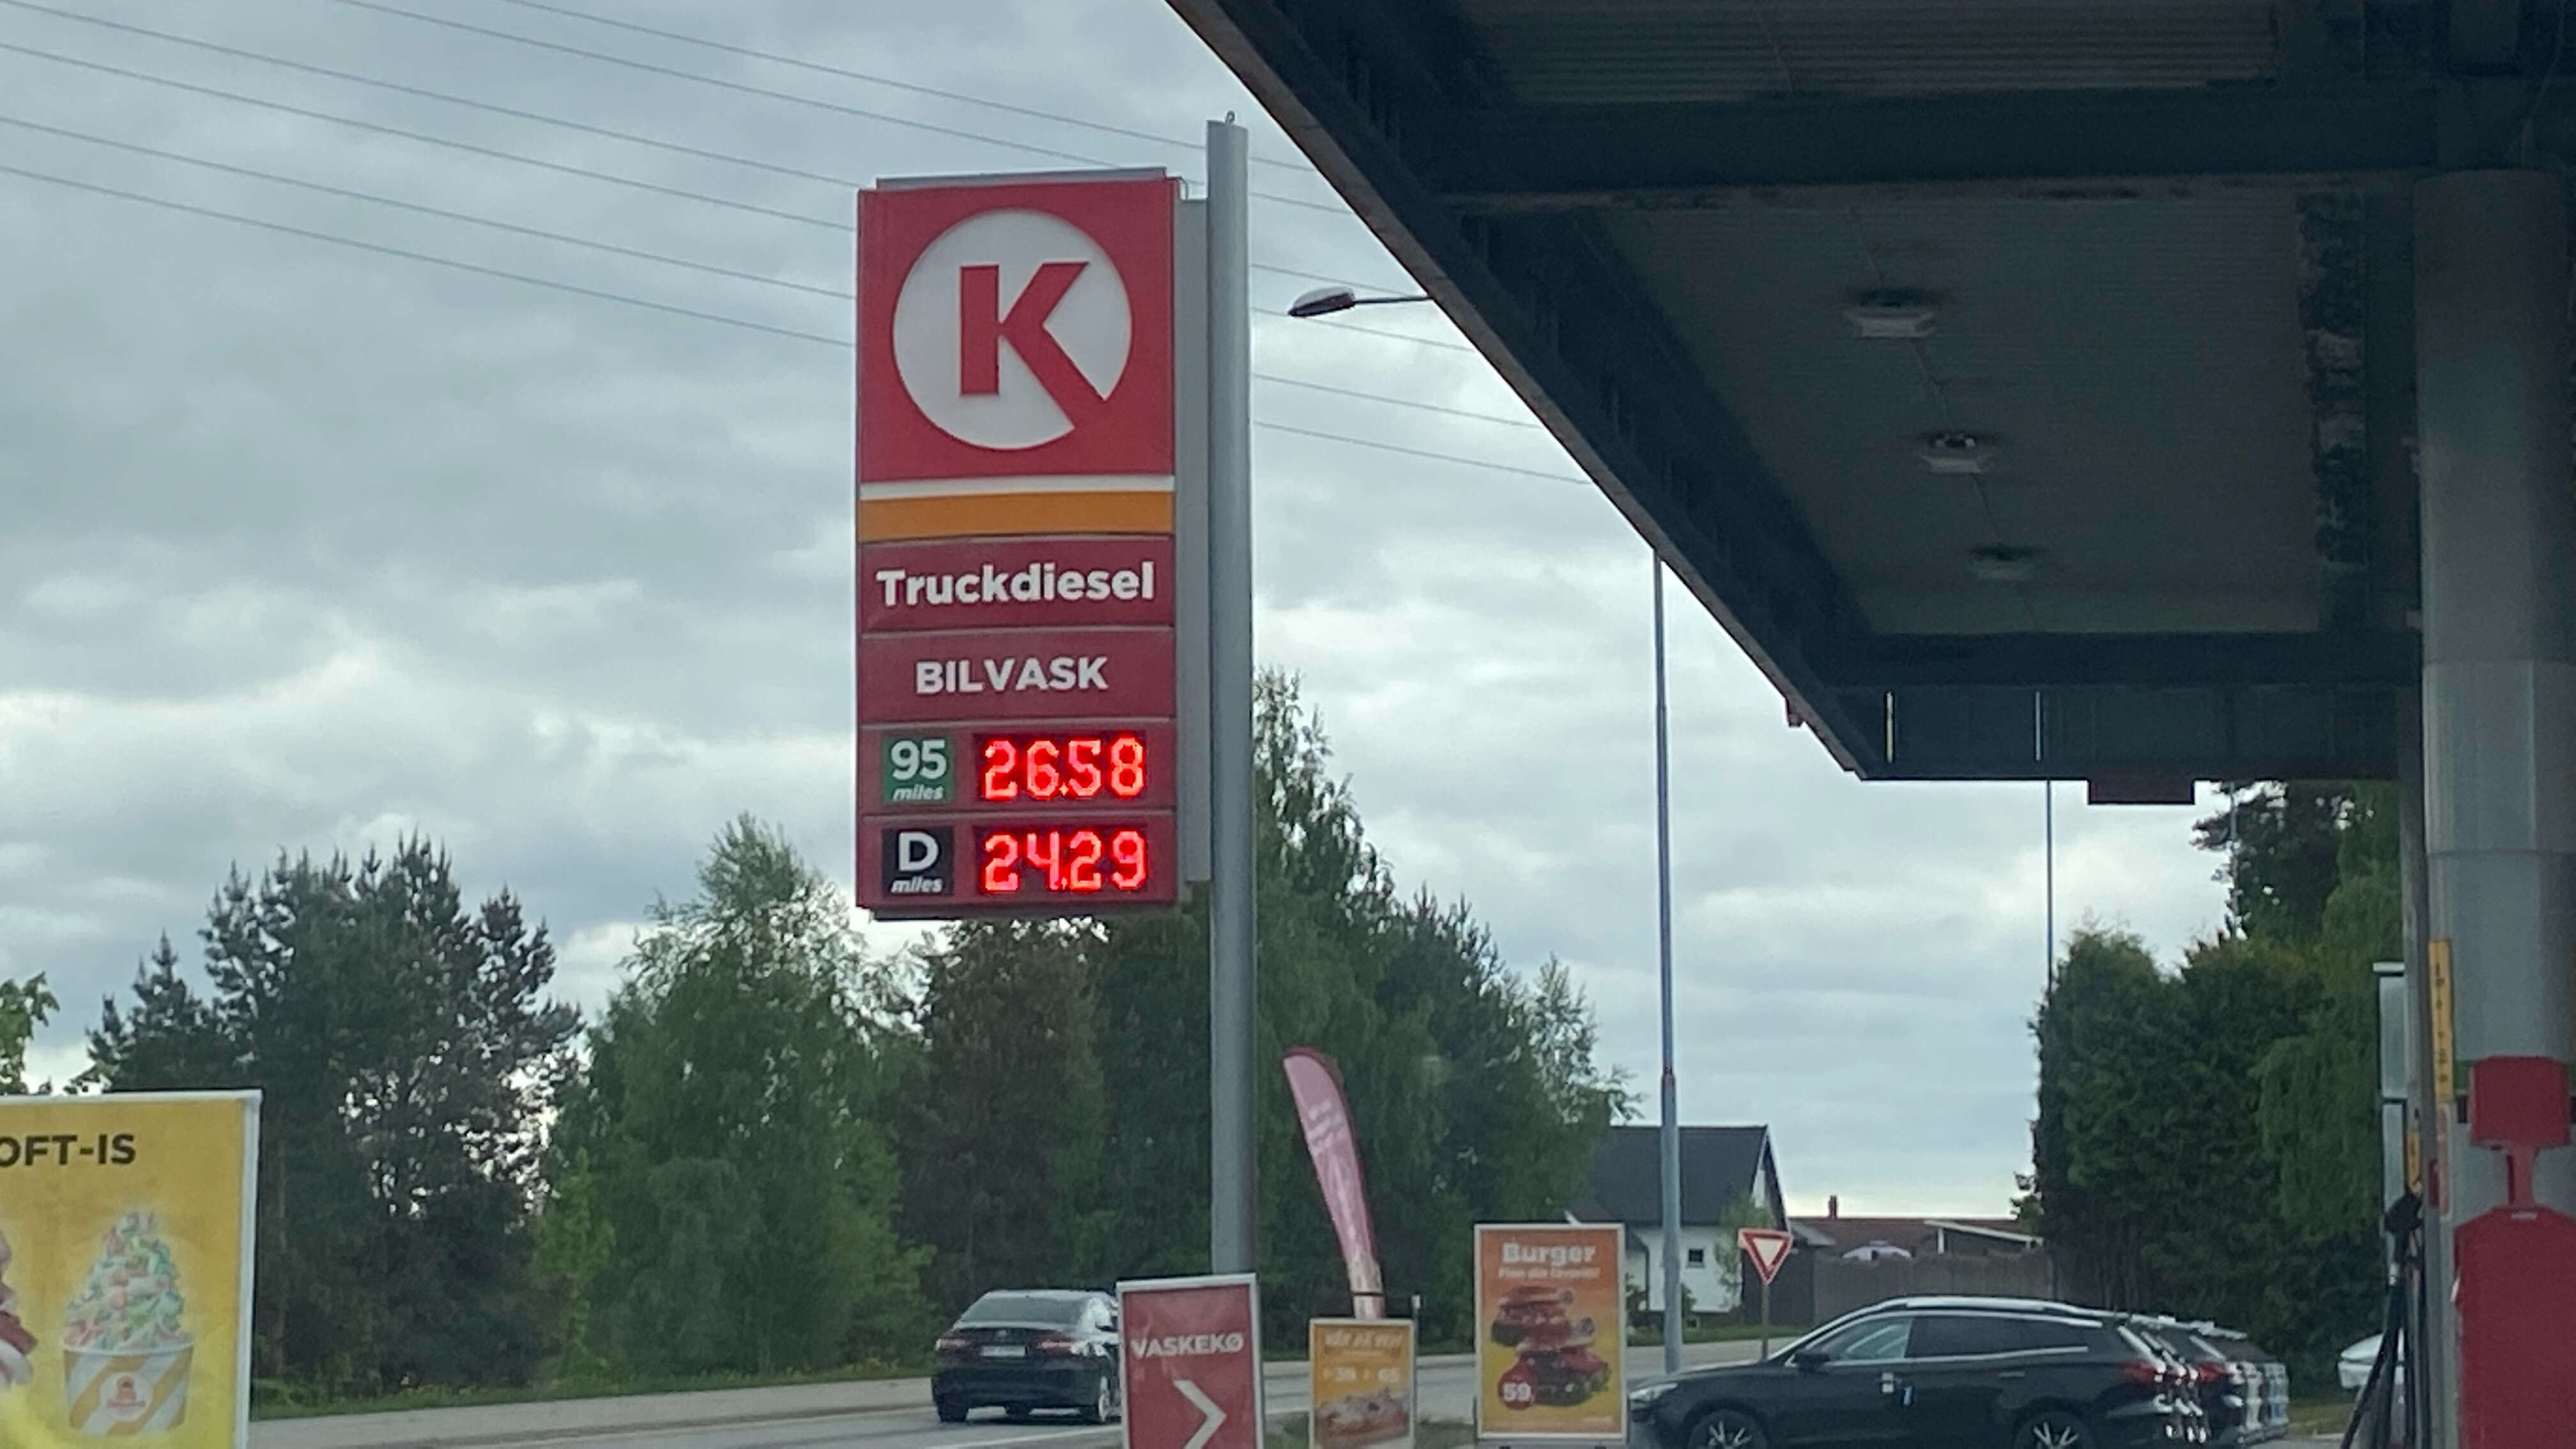 K
Truckdiesel
BILVASK
95
miles
26.58
D
miles
24.29
OFT-IS
VASKEKØ
Burger
59